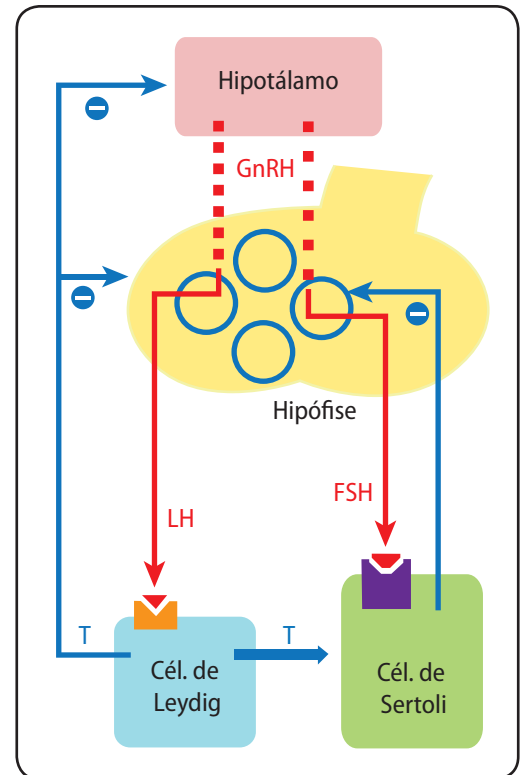 Hipotálamo
GnRH
Hipófise
FSH
LH
T
T
Cél. de
Leydig
Cél. de
Sertoli